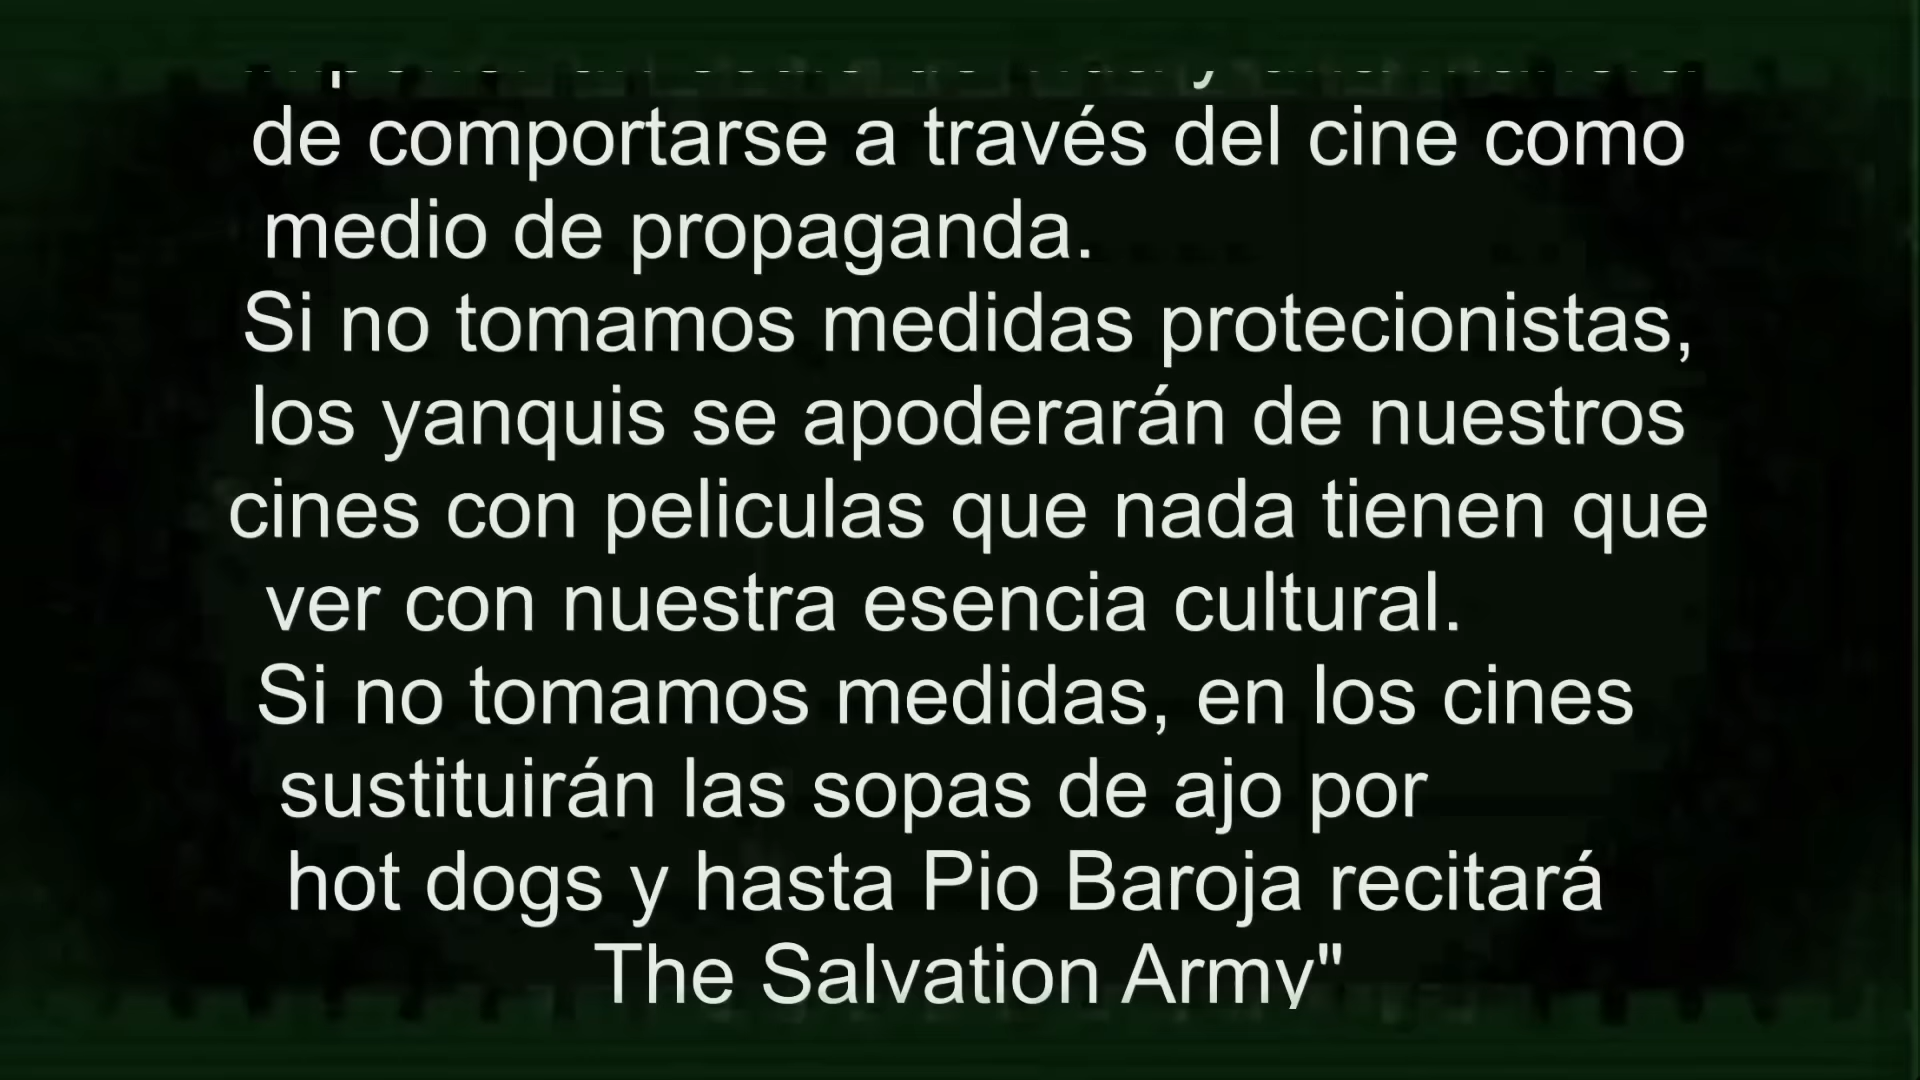 de comportarse a través del cine como
medio de propaganda.
Si no tomamos medidas protecionistas,
los yanquis se apoderarán de nuestros
cines con peliculas que nada tienen que
ver con nuestra esencia cultural.
Si no tomamos medidas, en los cines
sustituirán las sopas de ajo por
hot dogs y hasta Pio Baroja recitará
The Salvation Army"